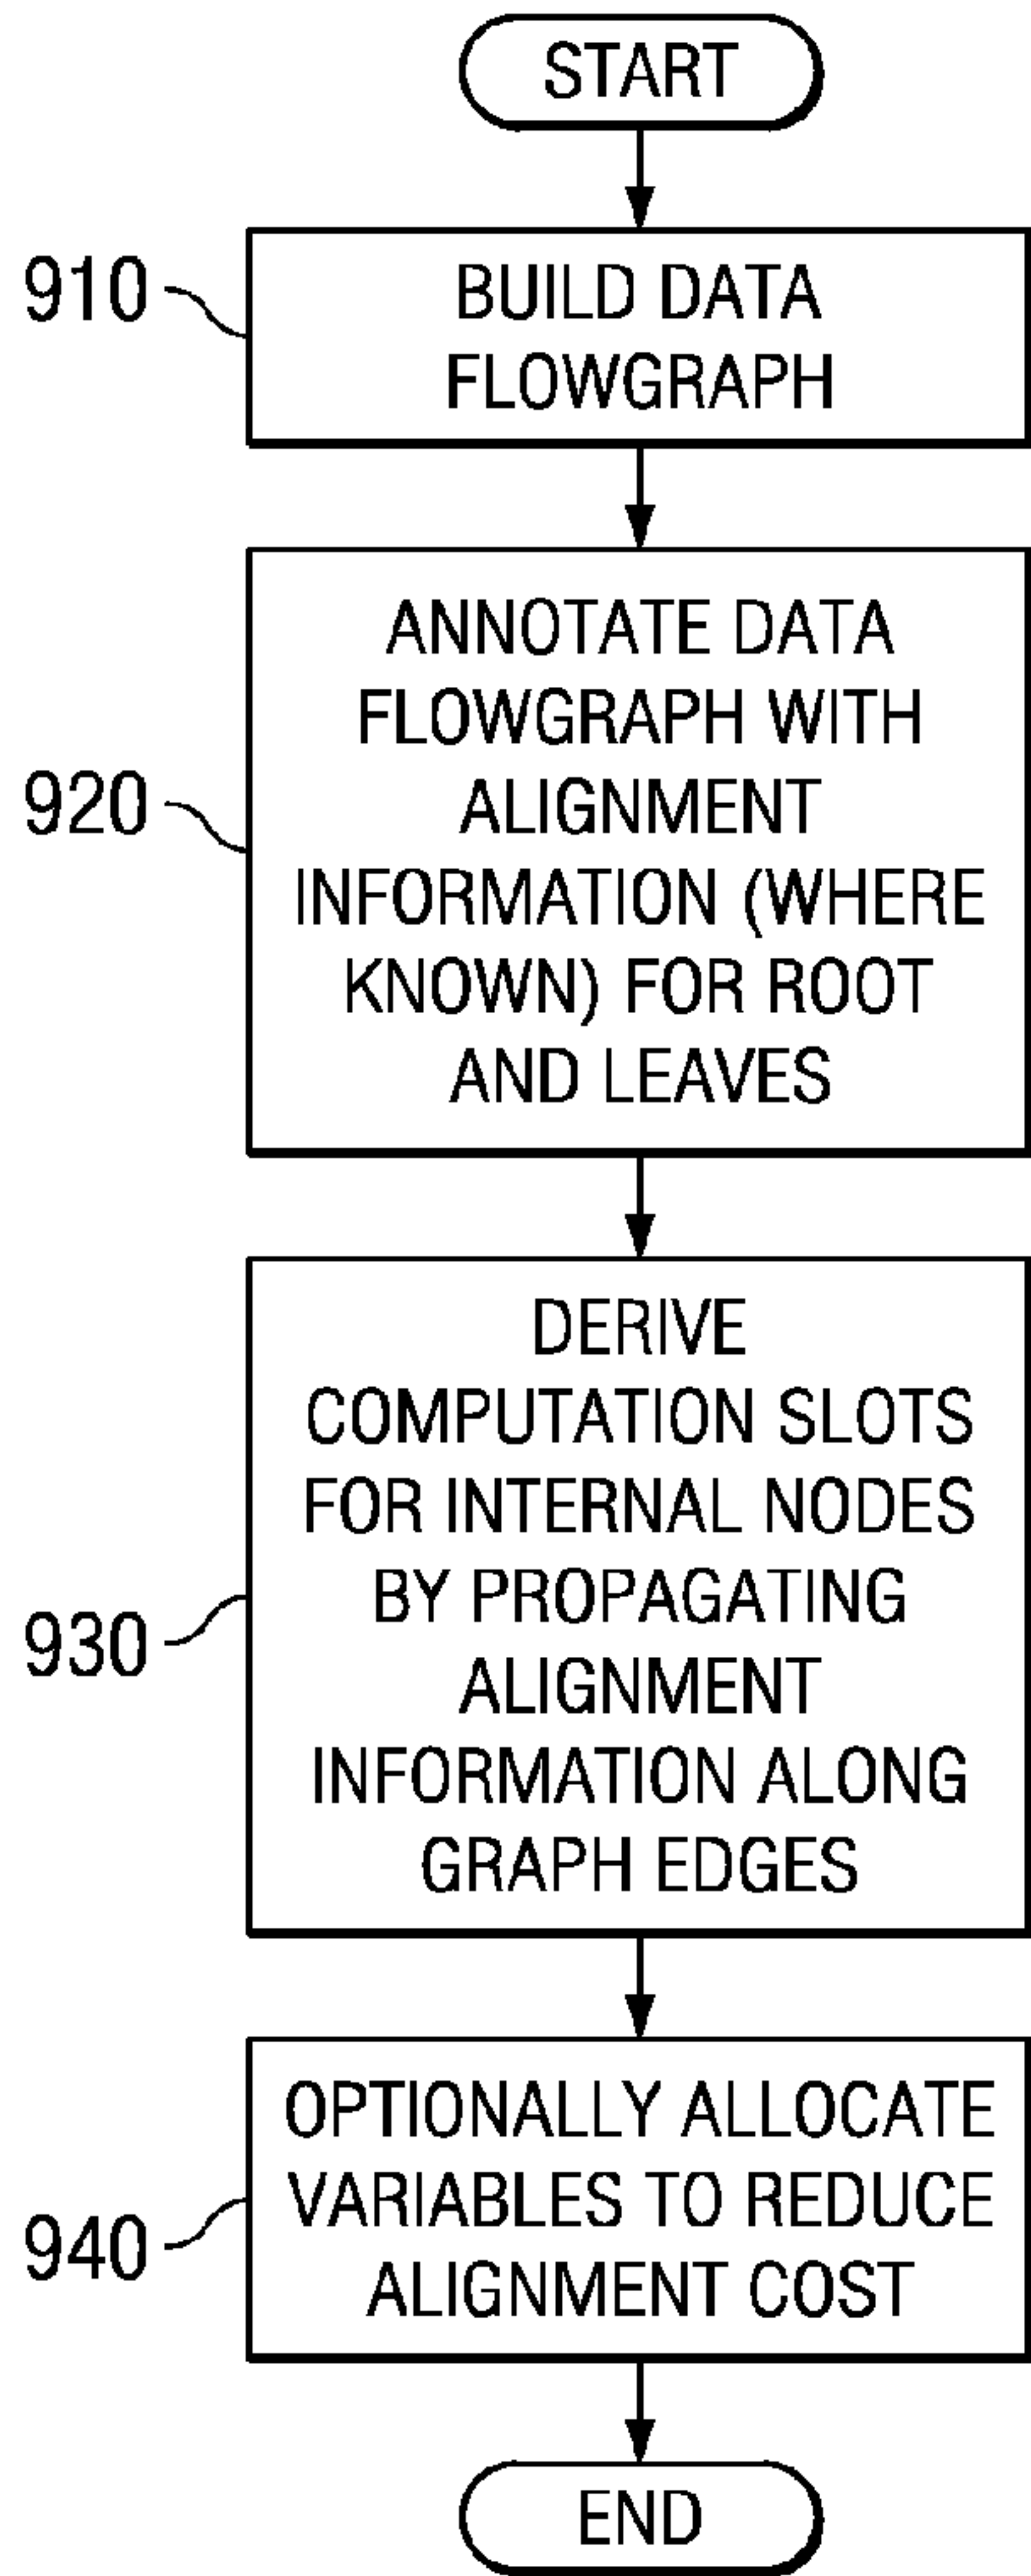 START
910
BUILD DATA
FLOWGRAPH
920
ANNOTATE DATA
FLOWGRAPH WITH
ALIGNMENT
INFORMATION (WHERE
KNOWN) FOR ROOT
AND LEAVES
930
DERIVE
COMPUTATION SLOTS
FOR INTERNAL NODES
BY PROPAGATING
ALIGNMENT
INFORMATION ALONG
GRAPH EDGES
940
OPTIONALLY ALLOCATE
VARIABLES TO REDUCE
ALIGNMENT COST
END